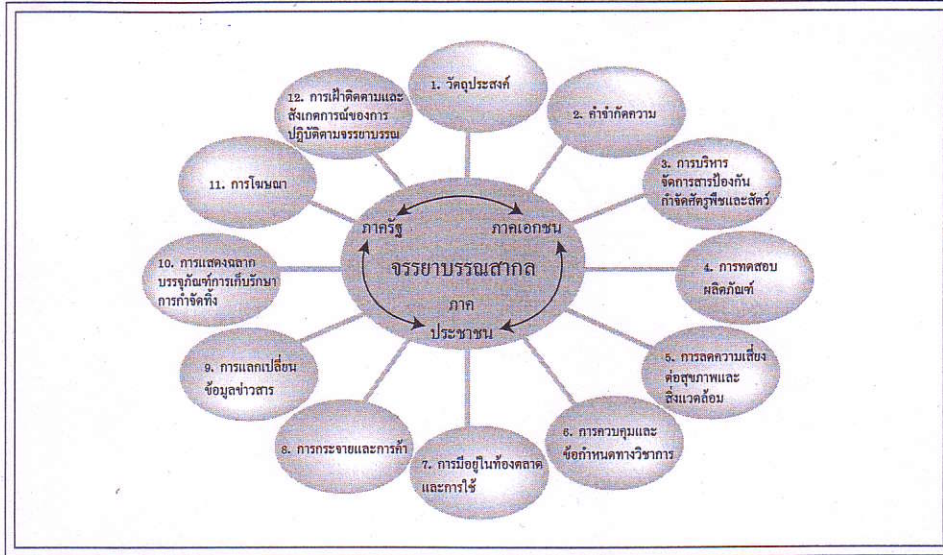 1. วัตถุประสงค์
2. คำจำกัดความ
3. การบริหาร
จัดการสารป้องกัน
กำจัดศัตรูพืชและสัตว์
4. การทดสอบ
ผลิตภัณฑ์
5. การลดความเสี่ยง
ต่อสุขภาพและ
สิ่งแวดล้อม
6. การควบคุมและ
ข้อกำหนดทางวิชาการ
7. การมีอยู่ในท้องตลาด
และการใช้
8. การกระจายและการค้า
9. การแลกเปลี่ยน
ข้อมูลข่าวสาร
10. การแสดงฉลาก
บรรจุภัณฑ์การเก็บรักษา
การกำจัดทิ้ง
11. การโฆษณา
12. การเฝ้าติดตามและ
สังเกตการณ์ของการ
ปฏิบัติตามจรรยาบรรณ
ภาครัฐ
ภาคเอกชน
จรรยาบรรณสากล
ภาค
ประชาชน